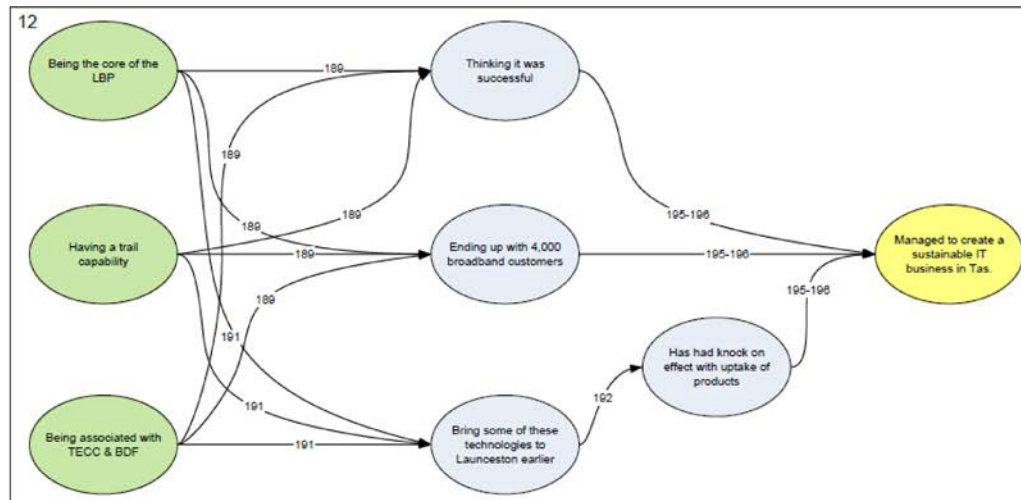 12
Being the core of the
LBP
189
Thinking it was
successful
189
189
195-196
Having a trail
capability
189
189
Ending up with 4,000
broadband customers
195-196
Managed to create a
sustainable IT
business in Tas.
189
195-196
191
Has had knock on
effect with uptake of
products
192
191
Being associated with
TECC & BDF
191
Bring some of these
technologies to
Launceston earlier